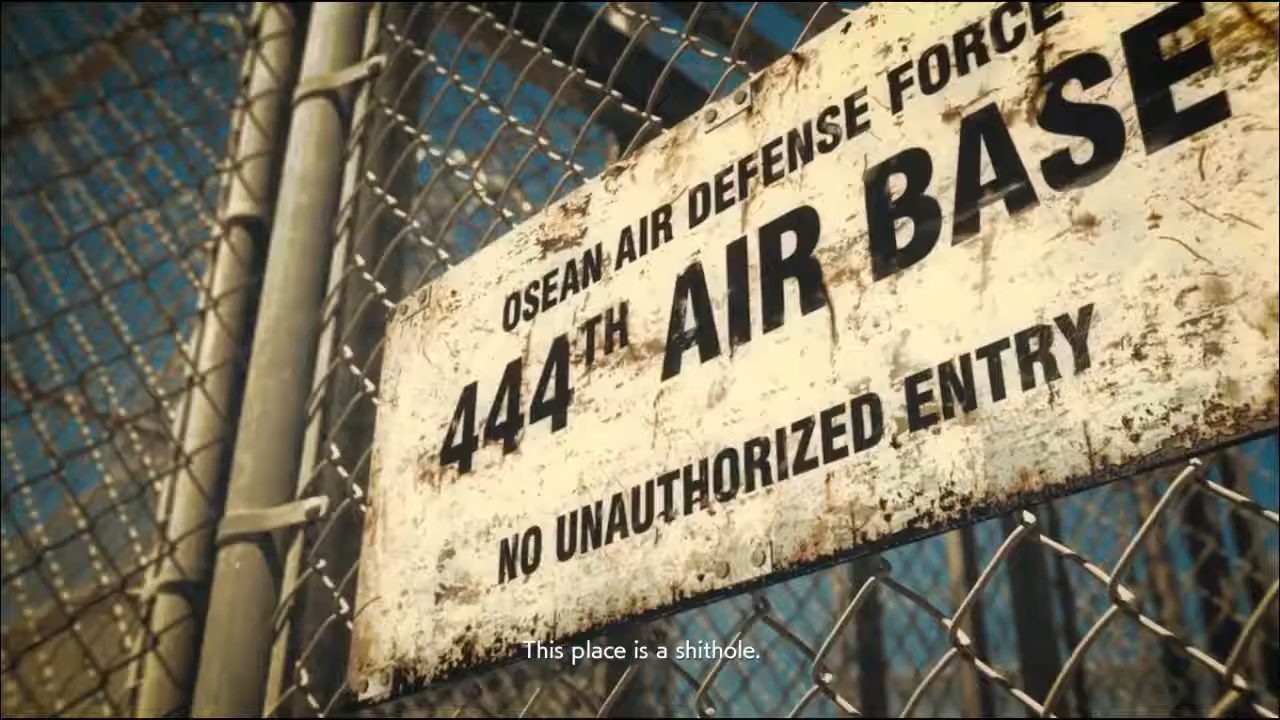 OSEAN AIR DEFENSE FORCE
444TH AIR BASE
NO UNAUTHORIZED ENTRY
This place is a shithole.